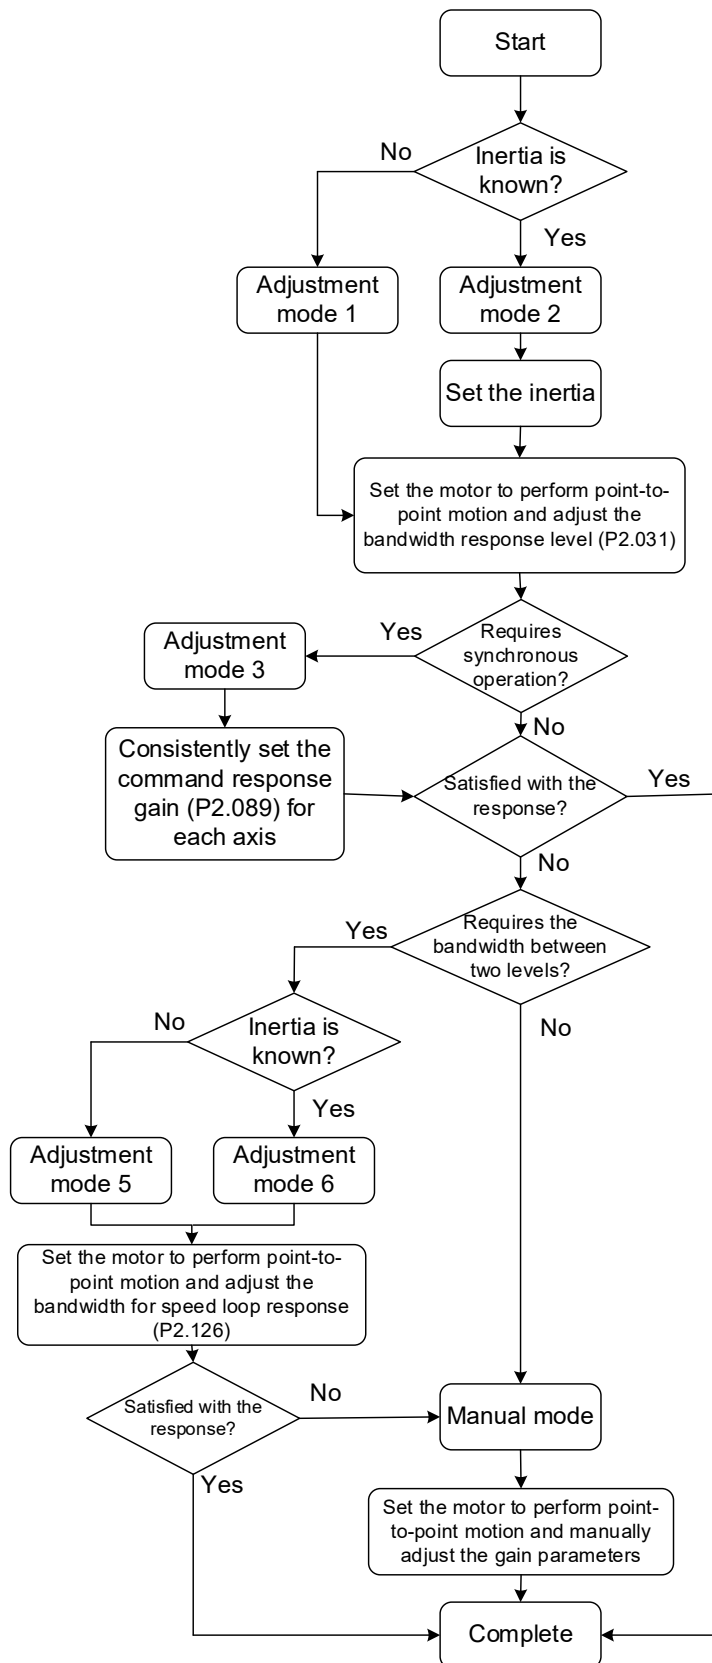 Start
Inertia is
known?
No
Yes
Adjustment
mode 1
Adjustment
mode 2
Set the inertia
Set the motor to perform point-to-
point motion and adjust the
bandwidth response level (P2.031)
Requires
synchronous
operation?
Yes
No
Adjustment
mode 3
Consistently set the
command response
gain (P2.089) for
each axis
Satisfied with the
response?
Yes
No
Requires the
bandwidth between
two levels?
Yes
No
Inertia is
known?
No
Yes
Adjustment
mode 5
Adjustment
mode 6
Set the motor to perform point-to-
point motion and adjust the
bandwidth for speed loop response
(P2.126)
Satisfied with the
response?
No
Yes
Manual mode
Set the motor to perform point-
to-point motion and manually
adjust the gain parameters
Complete